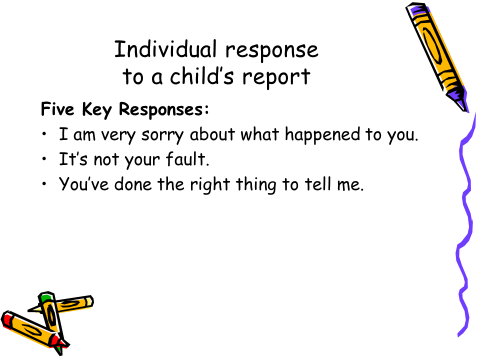 Individual response
to a child's report
Five Key Responses:
• I am very sorry about what happened to you.
• It's not your fault.
• You've done the right thing to tell me.